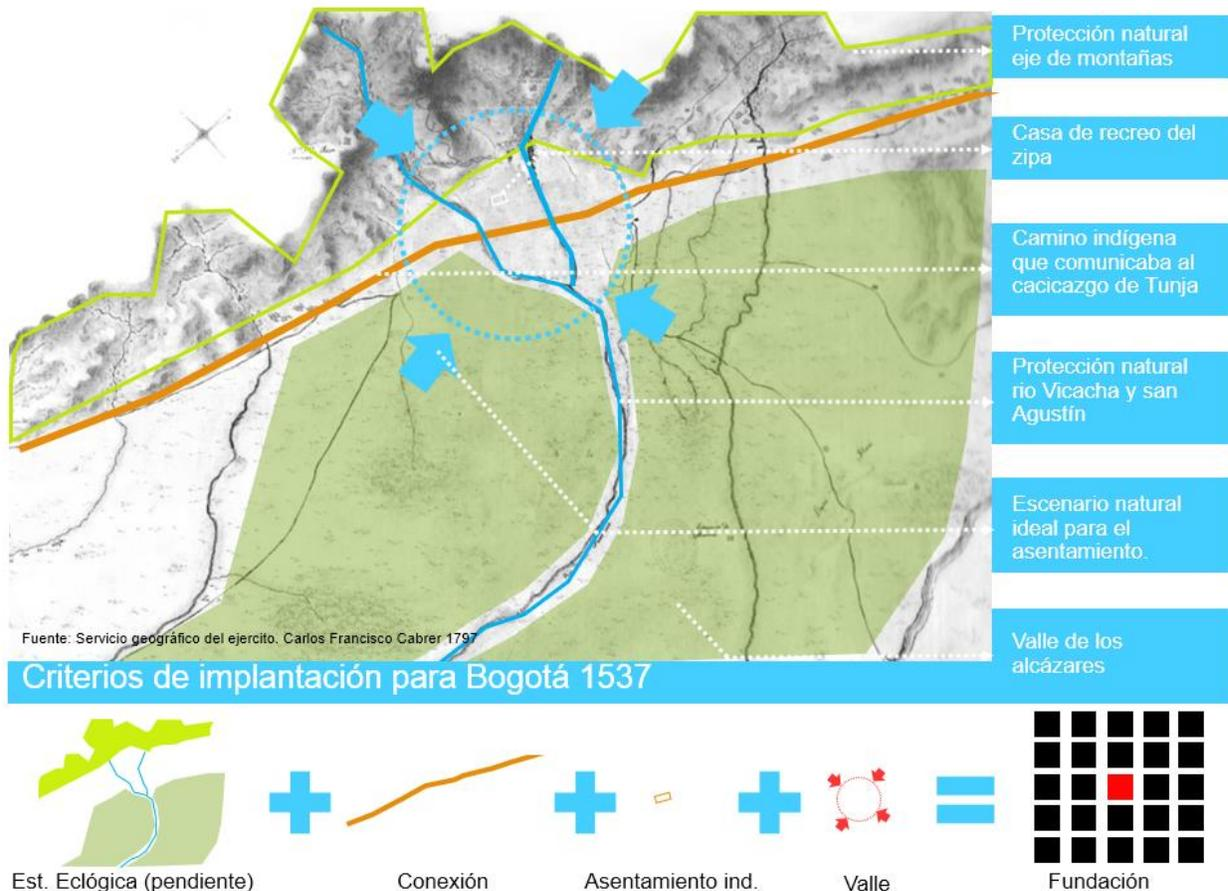 Protección natural
eje de montañas
Casa de recreo del
zipa
Camino indígena
que comunicaba al
cacicazgo de Tunja
Protección natural
rio Vicacha y san
Agustín
Escenario natural
ideal para el
asentamiento.
Valle de los
alcázares
Fuente: Servicio geográfico del ejercito. Carlos Francisco Cabrer 1797
Criterios de implantación para Bogotá 1537
Est. Eclógica (pendiente)
Conexión
Asentamiento ind.
Valle
Fundación